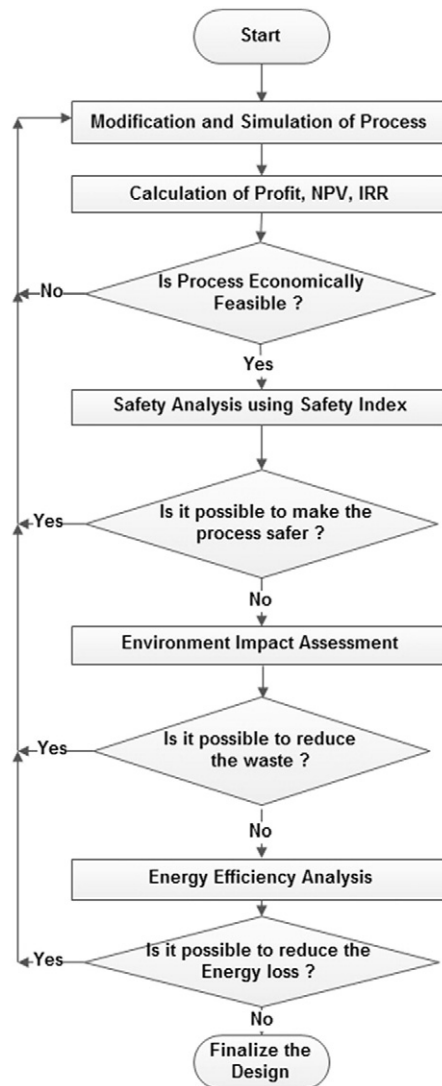 Start
Modification and Simulation of Process
Calculation of Profit, NPV, IRR
Is Process Economically
Feasible ?
No
Yes
Safety Analysis using Safety Index
Is it possible to make the
process safer ?
Yes
No
Environment Impact Assessment
Is it possible to reduce
the waste ?
Yes
No
Energy Efficiency Analysis
Is it possible to reduce the
Energy loss ?
Yes
No
Finalize the
Design